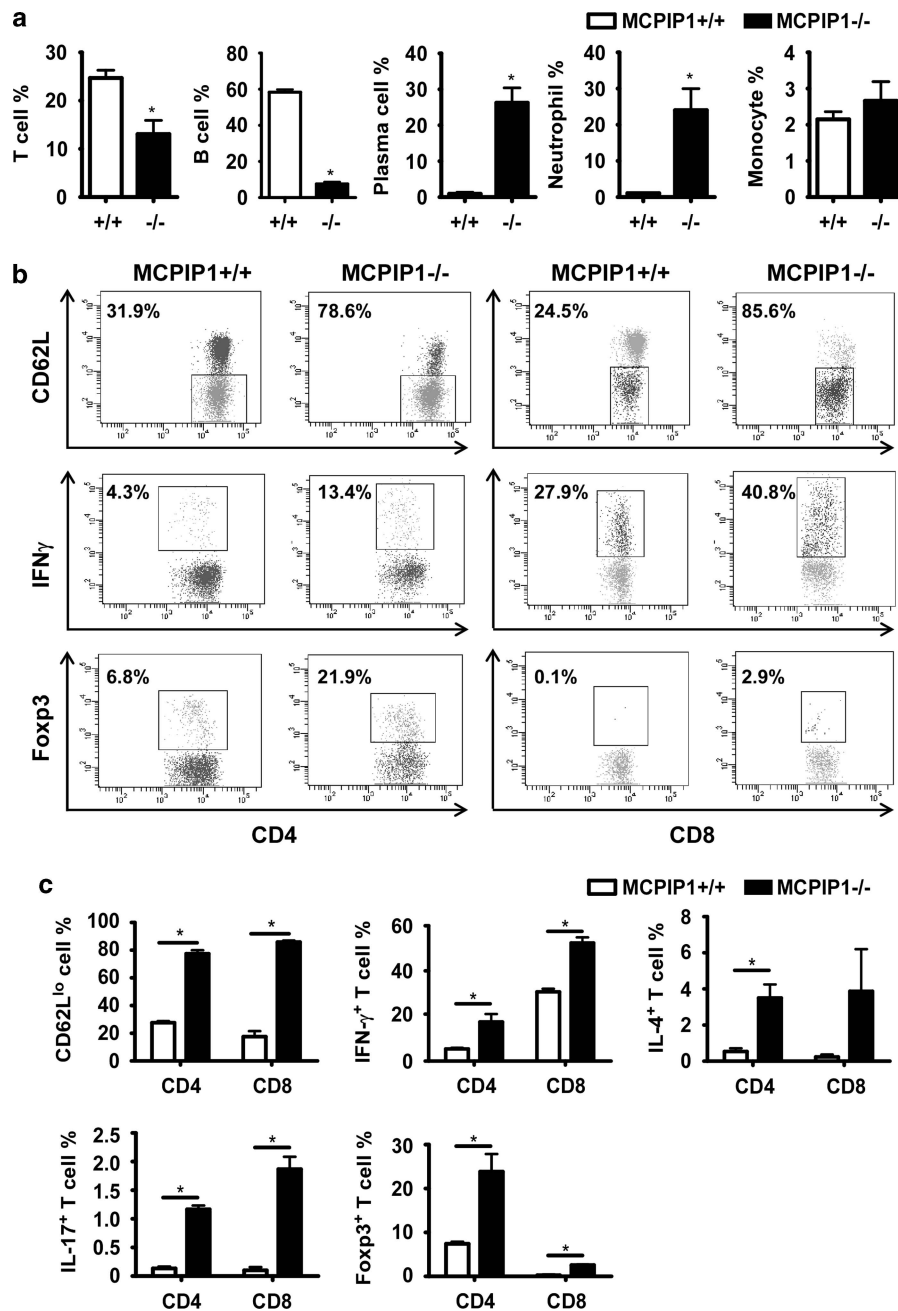 a
MCPIP1+/+ MCPIP1-/-
T cell %
30
20
10
0
+/+ -/-
*
B cell %
80
60
40
20
0
+/+ -/-
*
Plasma cell %
40
30
20
10
0
+/+ -/-
*
Neutrophil %
40
30
20
10
0
+/+ -/-
*
Monocyte %
4
3
2
1
0
+/+ -/-
b
MCPIP1+/+ MCPIP1-/- MCPIP1+/+ MCPIP1-/-
CD62L
31.9% 78.6% 24.5% 85.6%
IFNγ
4.3% 13.4% 27.9% 40.8%
Foxp3
6.8% 21.9% 0.1% 2.9%
CD4 CD8
c
MCPIP1+/+ MCPIP1-/-
CD62Lˡᵒ cell %
100
80
60
40
20
0
* *
CD4 CD8
IFN-γ⁺ T cell %
60
40
20
0
* *
CD4 CD8
IL-4⁺ T cell %
8
6
4
2
0
*
CD4 CD8
IL-17⁺ T cell %
2.5
2.0
1.5
1.0
0.5
0
* *
CD4 CD8
Foxp3⁺ T cell %
30
20
10
0
* *
CD4 CD8